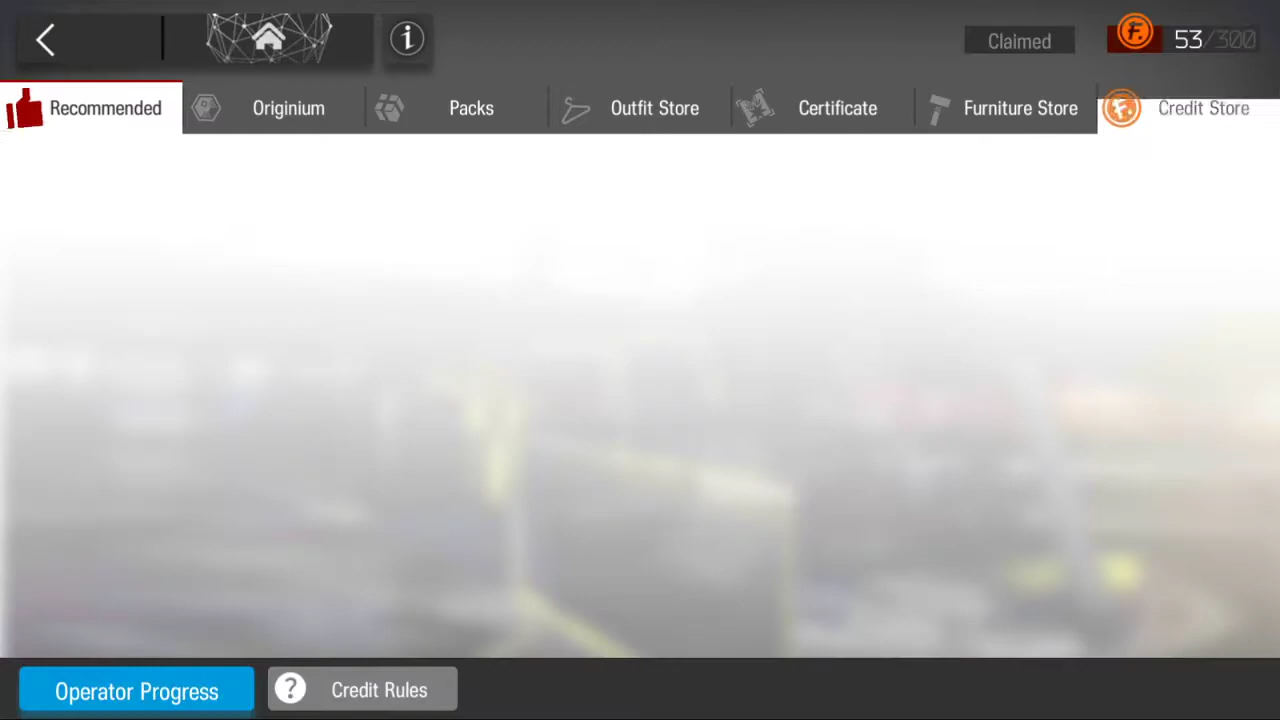 Claimed
53/300
Recommended
Originium
Packs
Outfit Store
Certificate
Furniture Store
Credit Store
Operator Progress
? Credit Rules